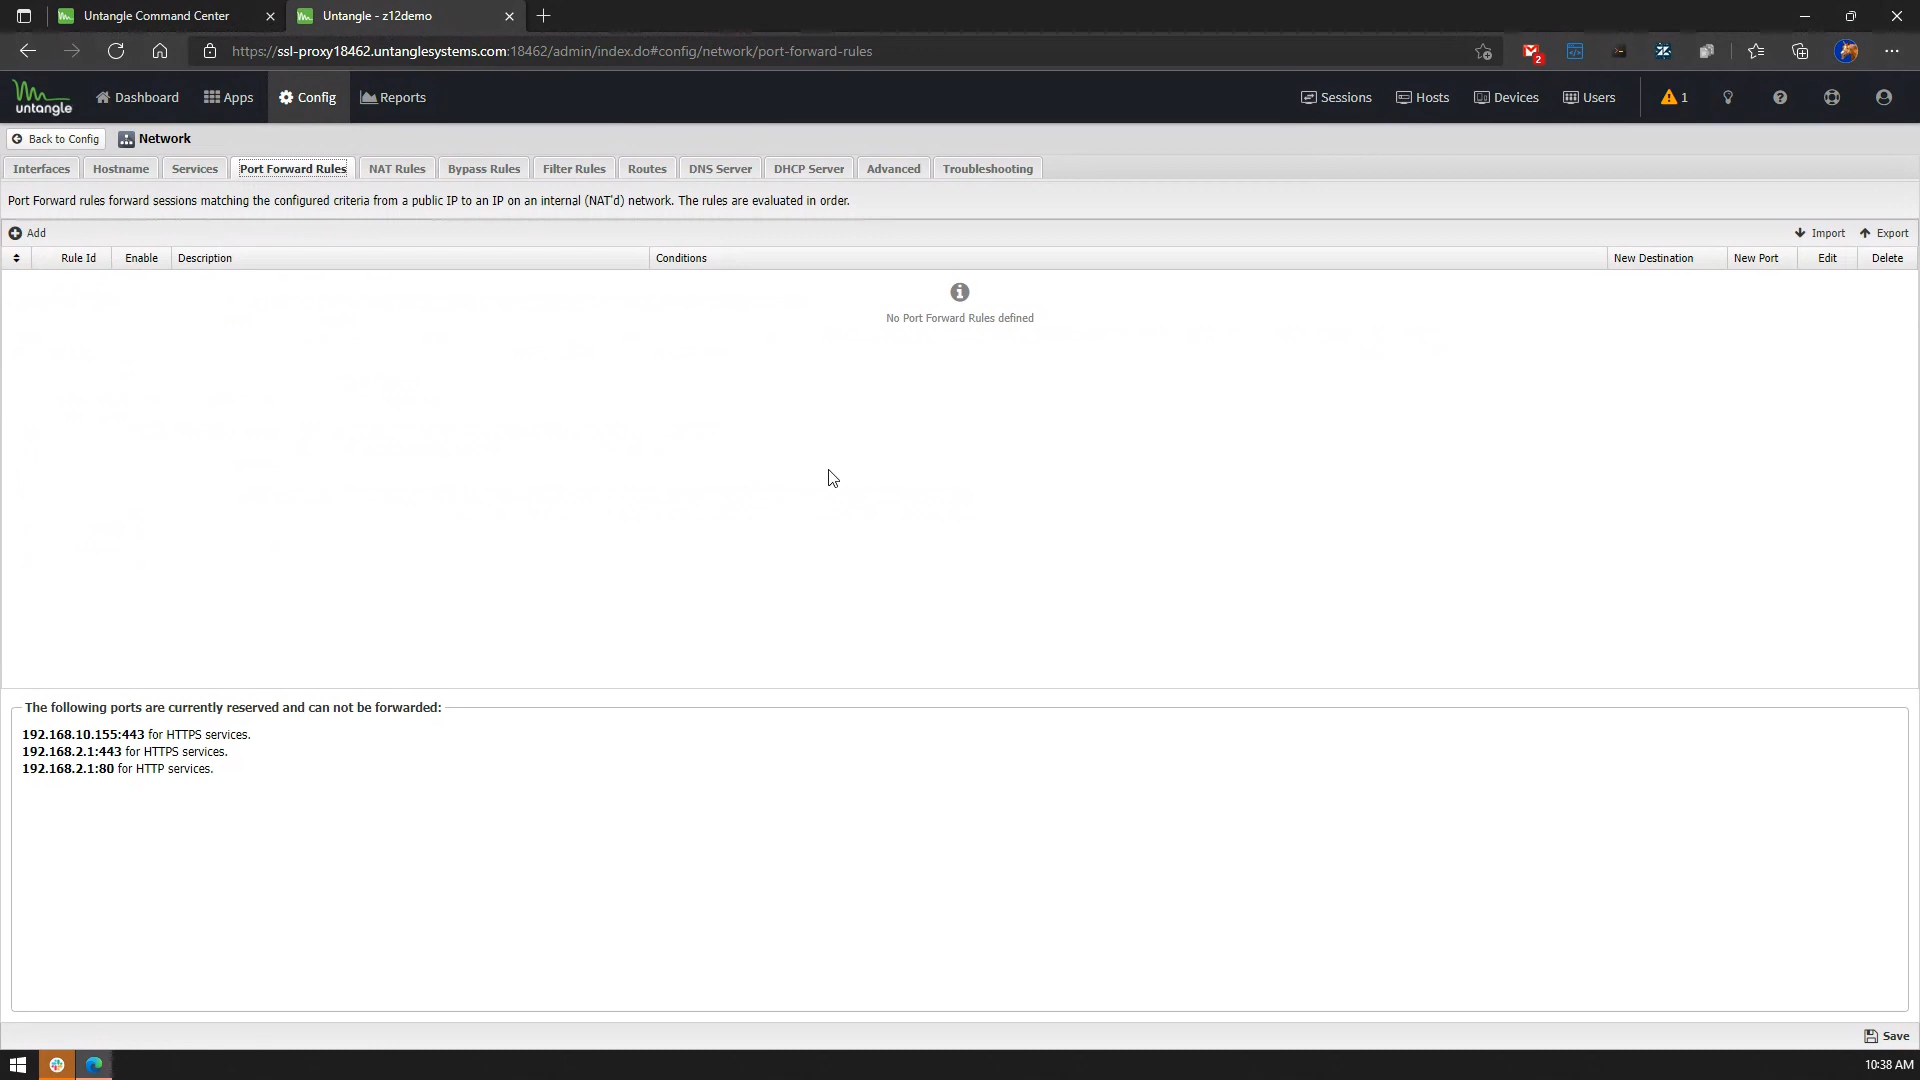 Untangle Command Center
Untangle - z12demo
https://ssl-proxy18462.untanglesystems.com:18462/admin/index.do#config/network/port-forward-rules
2
untangle
Dashboard
Apps
Config
Reports
Sessions
Hosts
Devices
Users
1
Back to Config
Network
Interfaces
Hostname
Services
Port Forward Rules
NAT Rules
Bypass Rules
Filter Rules
Routes
DNS Server
DHCP Server
Advanced
Troubleshooting
Port Forward rules forward sessions matching the configured criteria from a public IP to an IP on an internal (NAT'd) network. The rules are evaluated in order.
Add
Import
Export
Rule Id
Enable
Description
Conditions
New Destination
New Port
Edit
Delete
No Port Forward Rules defined
The following ports are currently reserved and can not be forwarded:
192.168.10.155:443 for HTTPS services.
192.168.2.1:443 for HTTPS services.
192.168.2.1:80 for HTTP services.
Save
10:38 AM